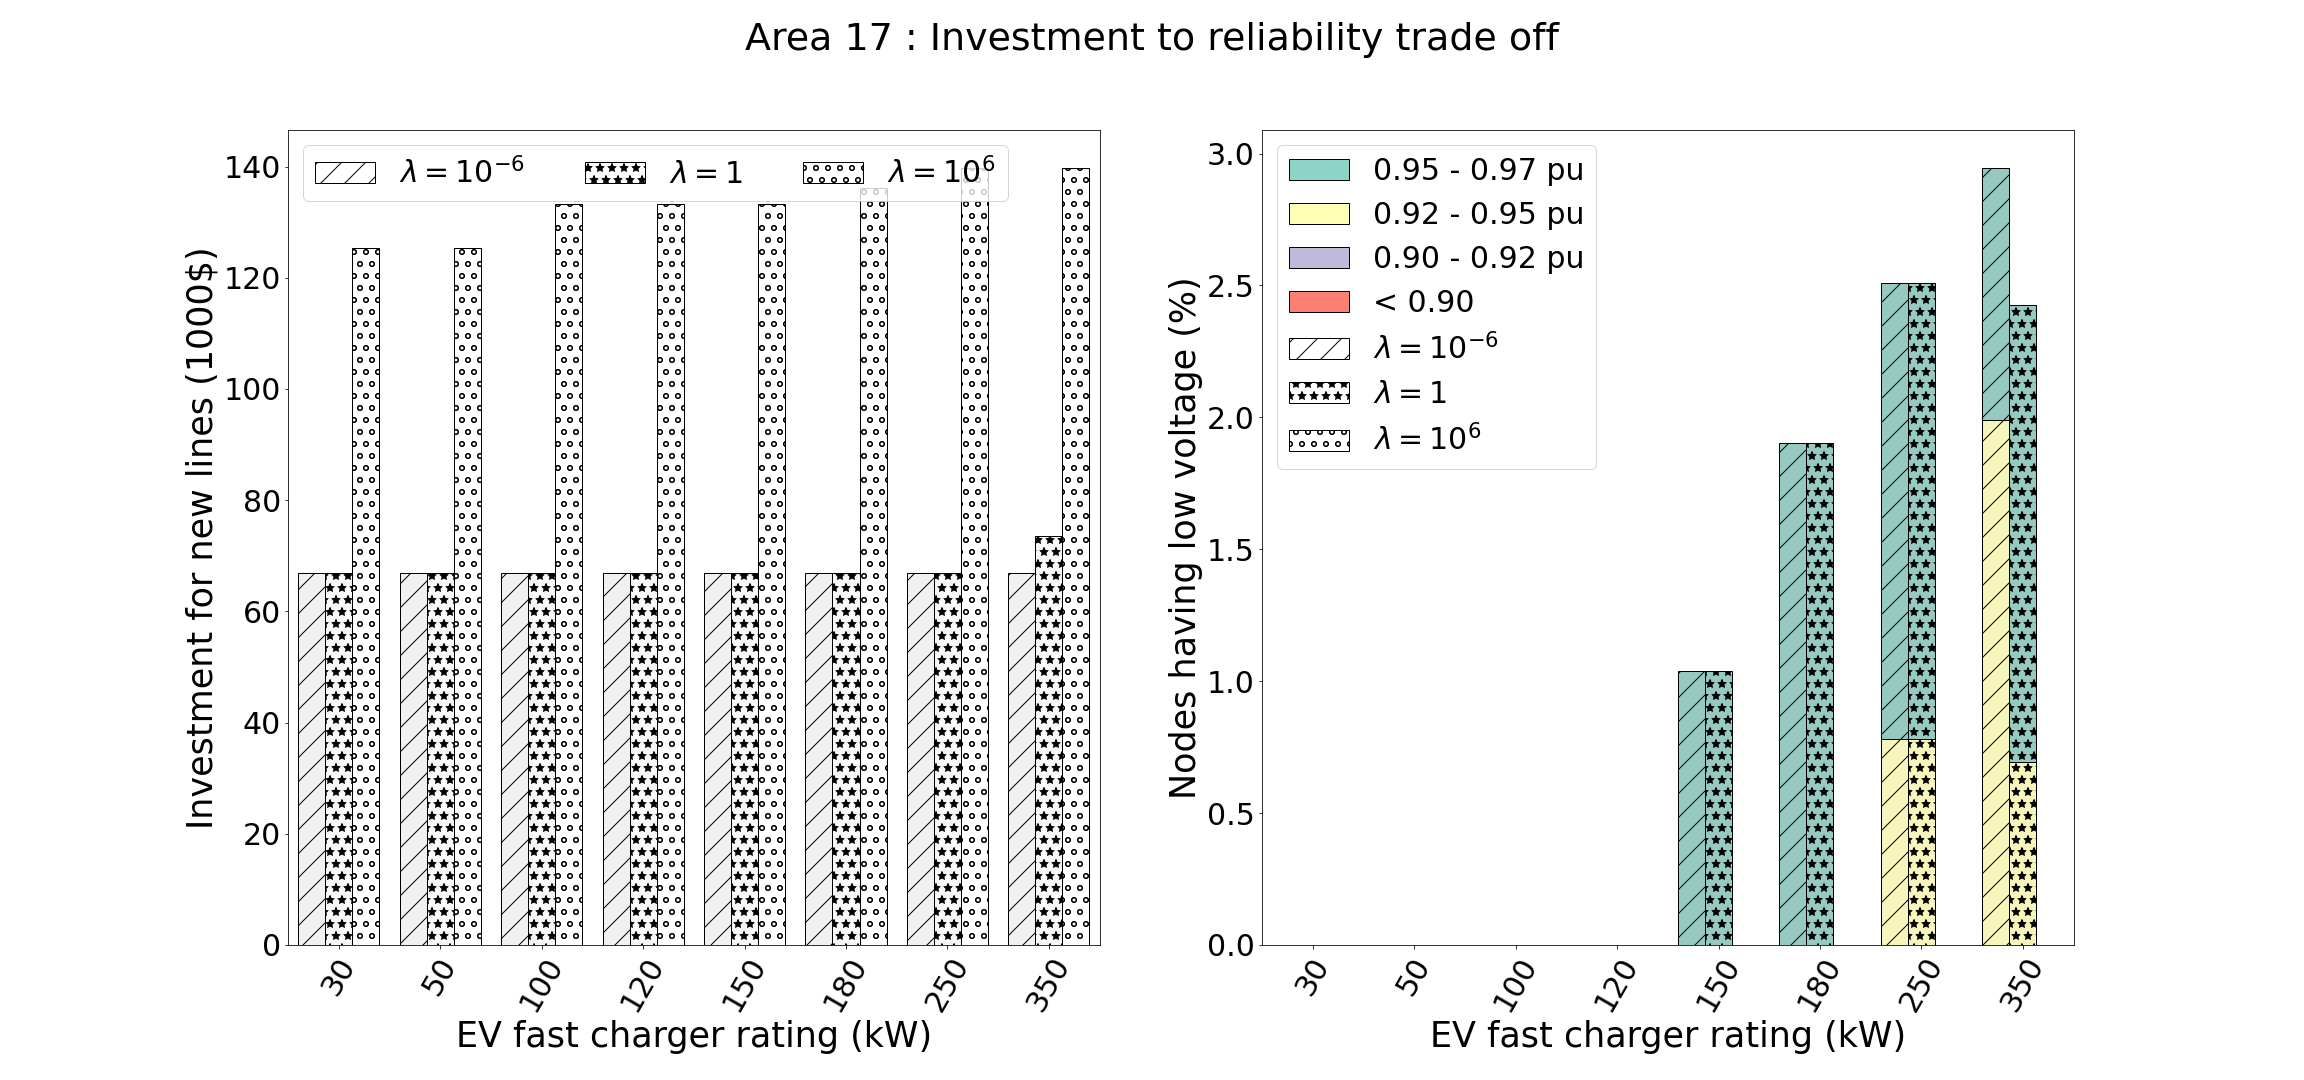 Area 17 : Investment to reliability trade off
λ = 10⁻⁶ λ = 1 λ = 10⁶
140
120
100
80
60
40
20
0
Investment for new lines (1000$)
30 50 100 120 150 180 250 350
EV fast charger rating (kW)
0.95 - 0.97 pu
0.92 - 0.95 pu
0.90 - 0.92 pu
< 0.90
λ = 10⁻⁶
λ = 1
λ = 10⁶
3.0
2.5
2.0
1.5
1.0
0.5
0.0
Nodes having low voltage (%)
30 50 100 120 150 180 250 350
EV fast charger rating (kW)